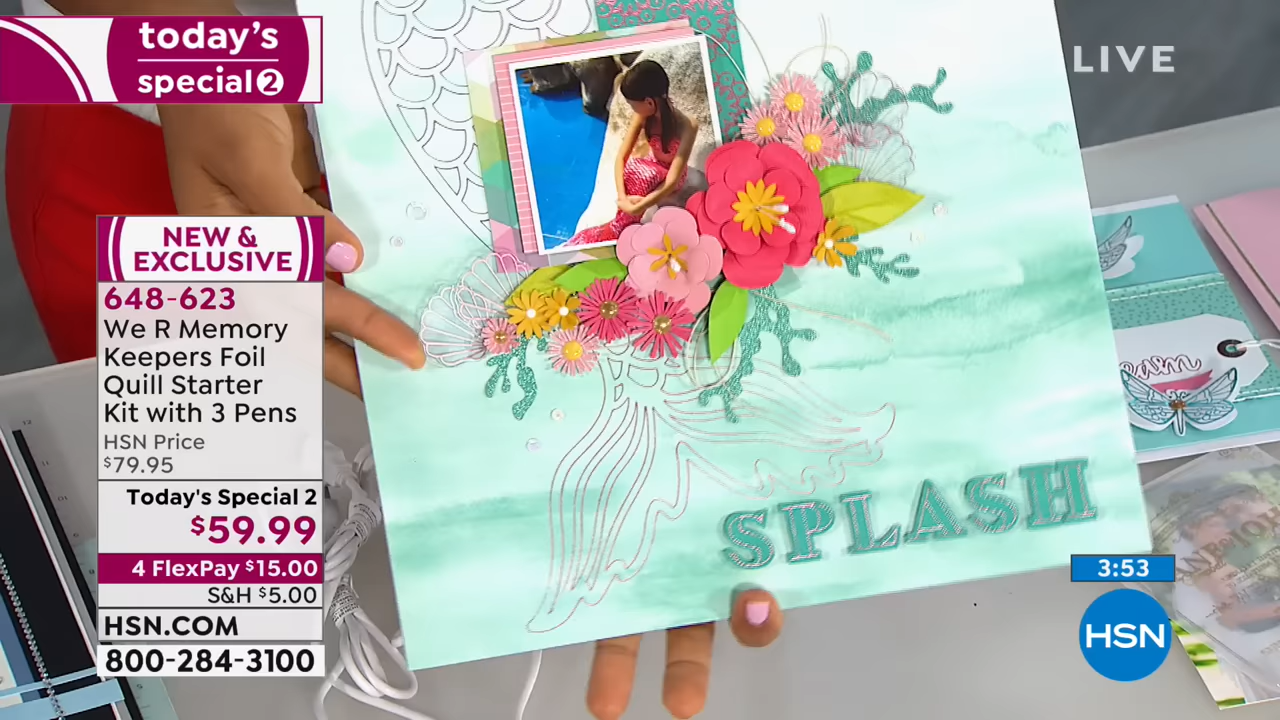 today's
special 2
LIVE
NEW &
EXCLUSIVE
648-623
We R Memory
Keepers Foil
Quill Starter
Kit with 3 Pens
HSN Price
$79.95
Today's Special 2
$59.99
4 FlexPay $15.00
S&H $5.00
HSN.COM
800-284-3100
SPLASH
3:53
HSN